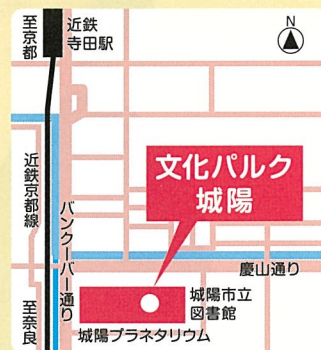 至京都
近鉄
寺田駅
N
近鉄京都線
バンクーバー通り
文化パルク
城陽
慶山通り
至奈良
城陽市立
図書館
城陽プラネタリウム